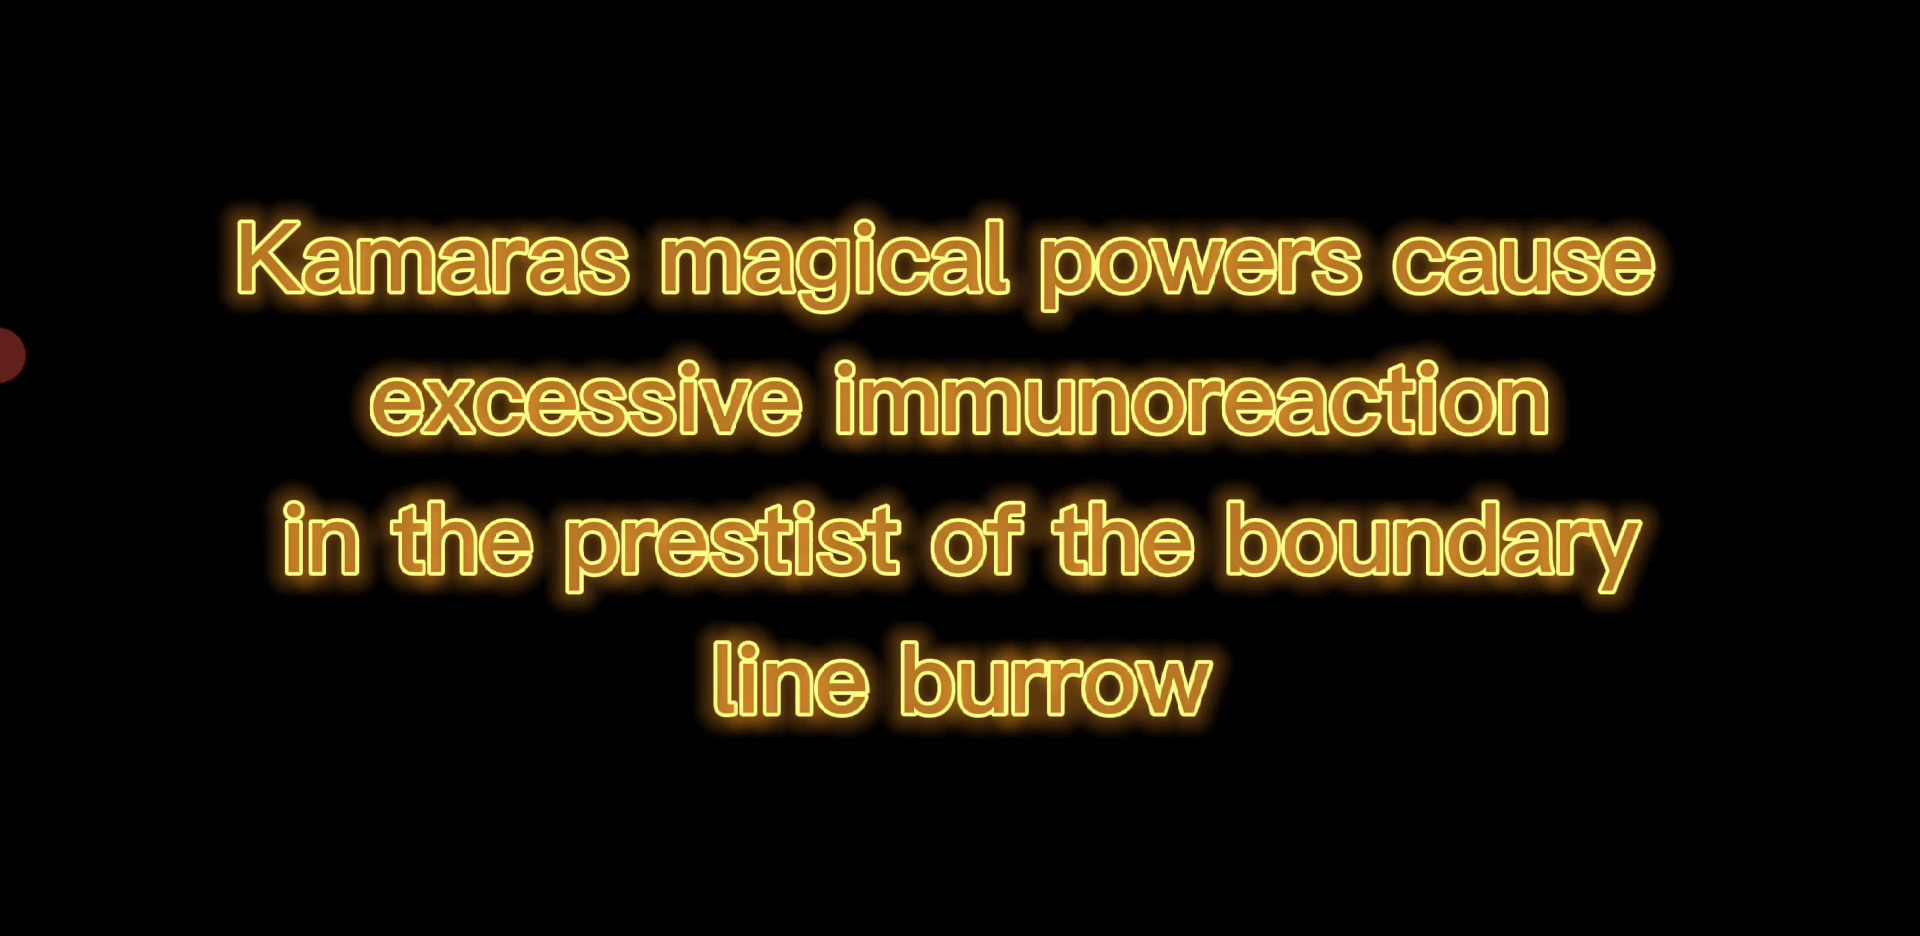 Kamaras magical powers cause
excessive immunoreaction
in the prestist of the boundary
line burrow